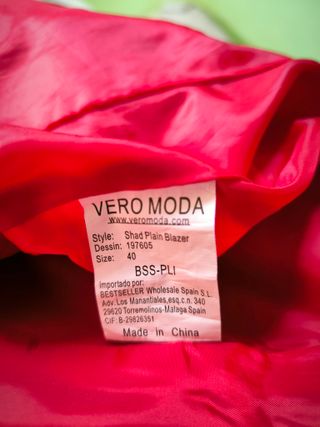 VERO MODA
www.veromoda.com
Style: Shad Plain Blazer
Dessin: 197605
Size: 40
BSS-PLI
importado por:
BESTSELLER Wholesale Spain S.L.
Adv. Los Manantiales,esq.c.n. 340
29620 Torremolinos-Malaga Spain
CIF: B-29826351
Made in China